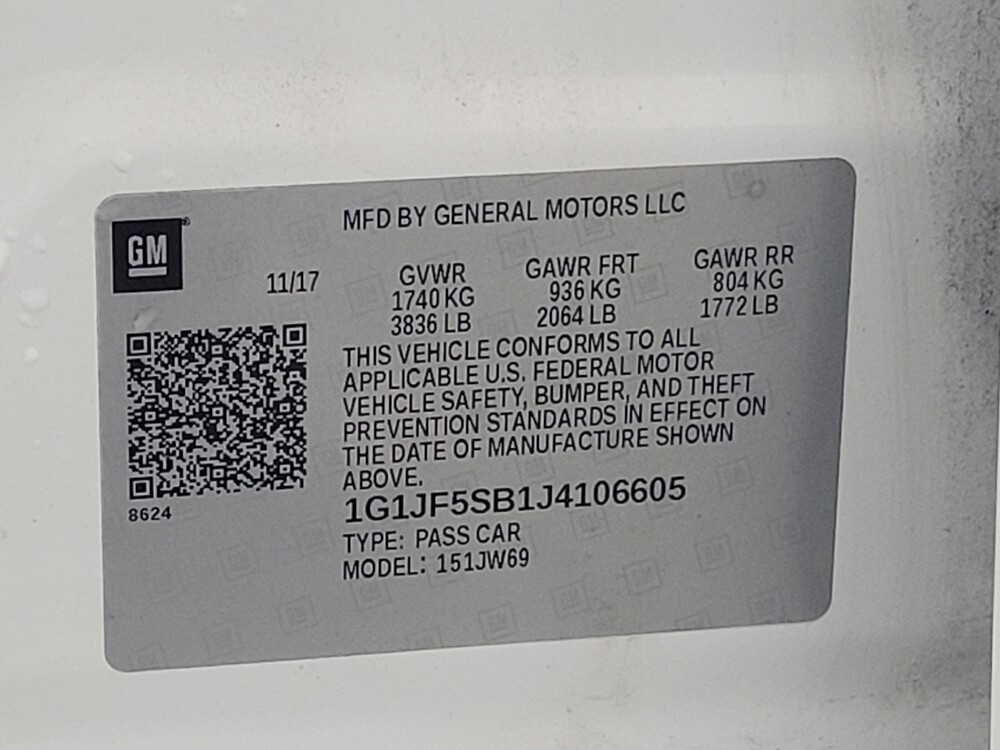 GM
MFD BY GENERAL MOTORS LLC
11/17
GVWR
1740 KG
3836 LB
GAWR FRT
936 KG
2064 LB
GAWR RR
804 KG
1772 LB
THIS VEHICLE CONFORMS TO ALL
APPLICABLE U.S. FEDERAL MOTOR
VEHICLE SAFETY, BUMPER, AND THEFT
PREVENTION STANDARDS IN EFFECT ON
THE DATE OF MANUFACTURE SHOWN
ABOVE.
1G1JF5SB1J4106605
TYPE: PASS CAR
MODEL: 151JW69
8624